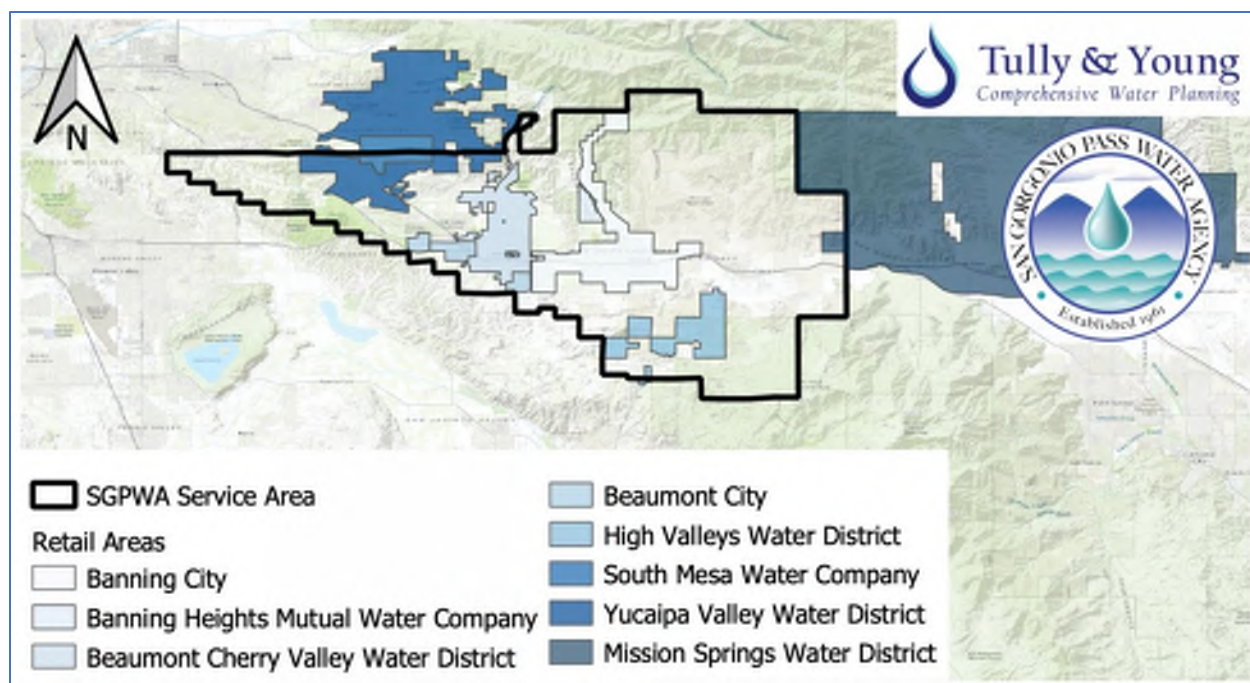 N
Tully & Young
Comprehensive Water Planning
SAN GORGONIO PASS WATER AGENCY
Established 1961
SGPWA Service Area
Retail Areas
Banning City
Banning Heights Mutual Water Company
Beaumont Cherry Valley Water District
Beaumont City
High Valleys Water District
South Mesa Water Company
Yucaipa Valley Water District
Mission Springs Water District